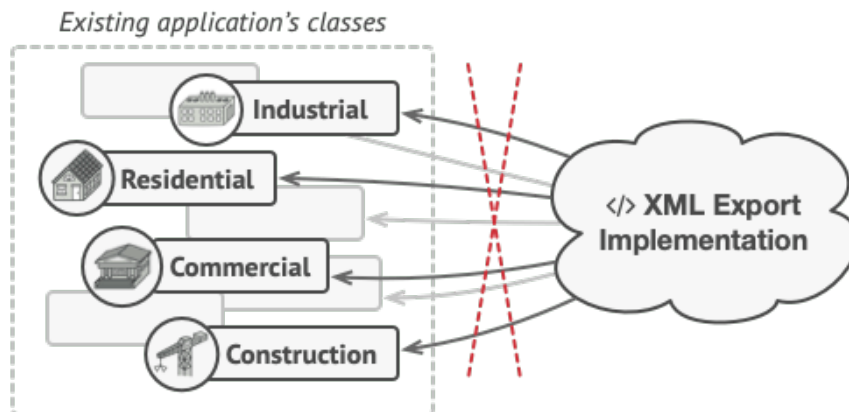 Existing application's classes
Industrial
Residential
Commercial
Construction
</> XML Export
Implementation